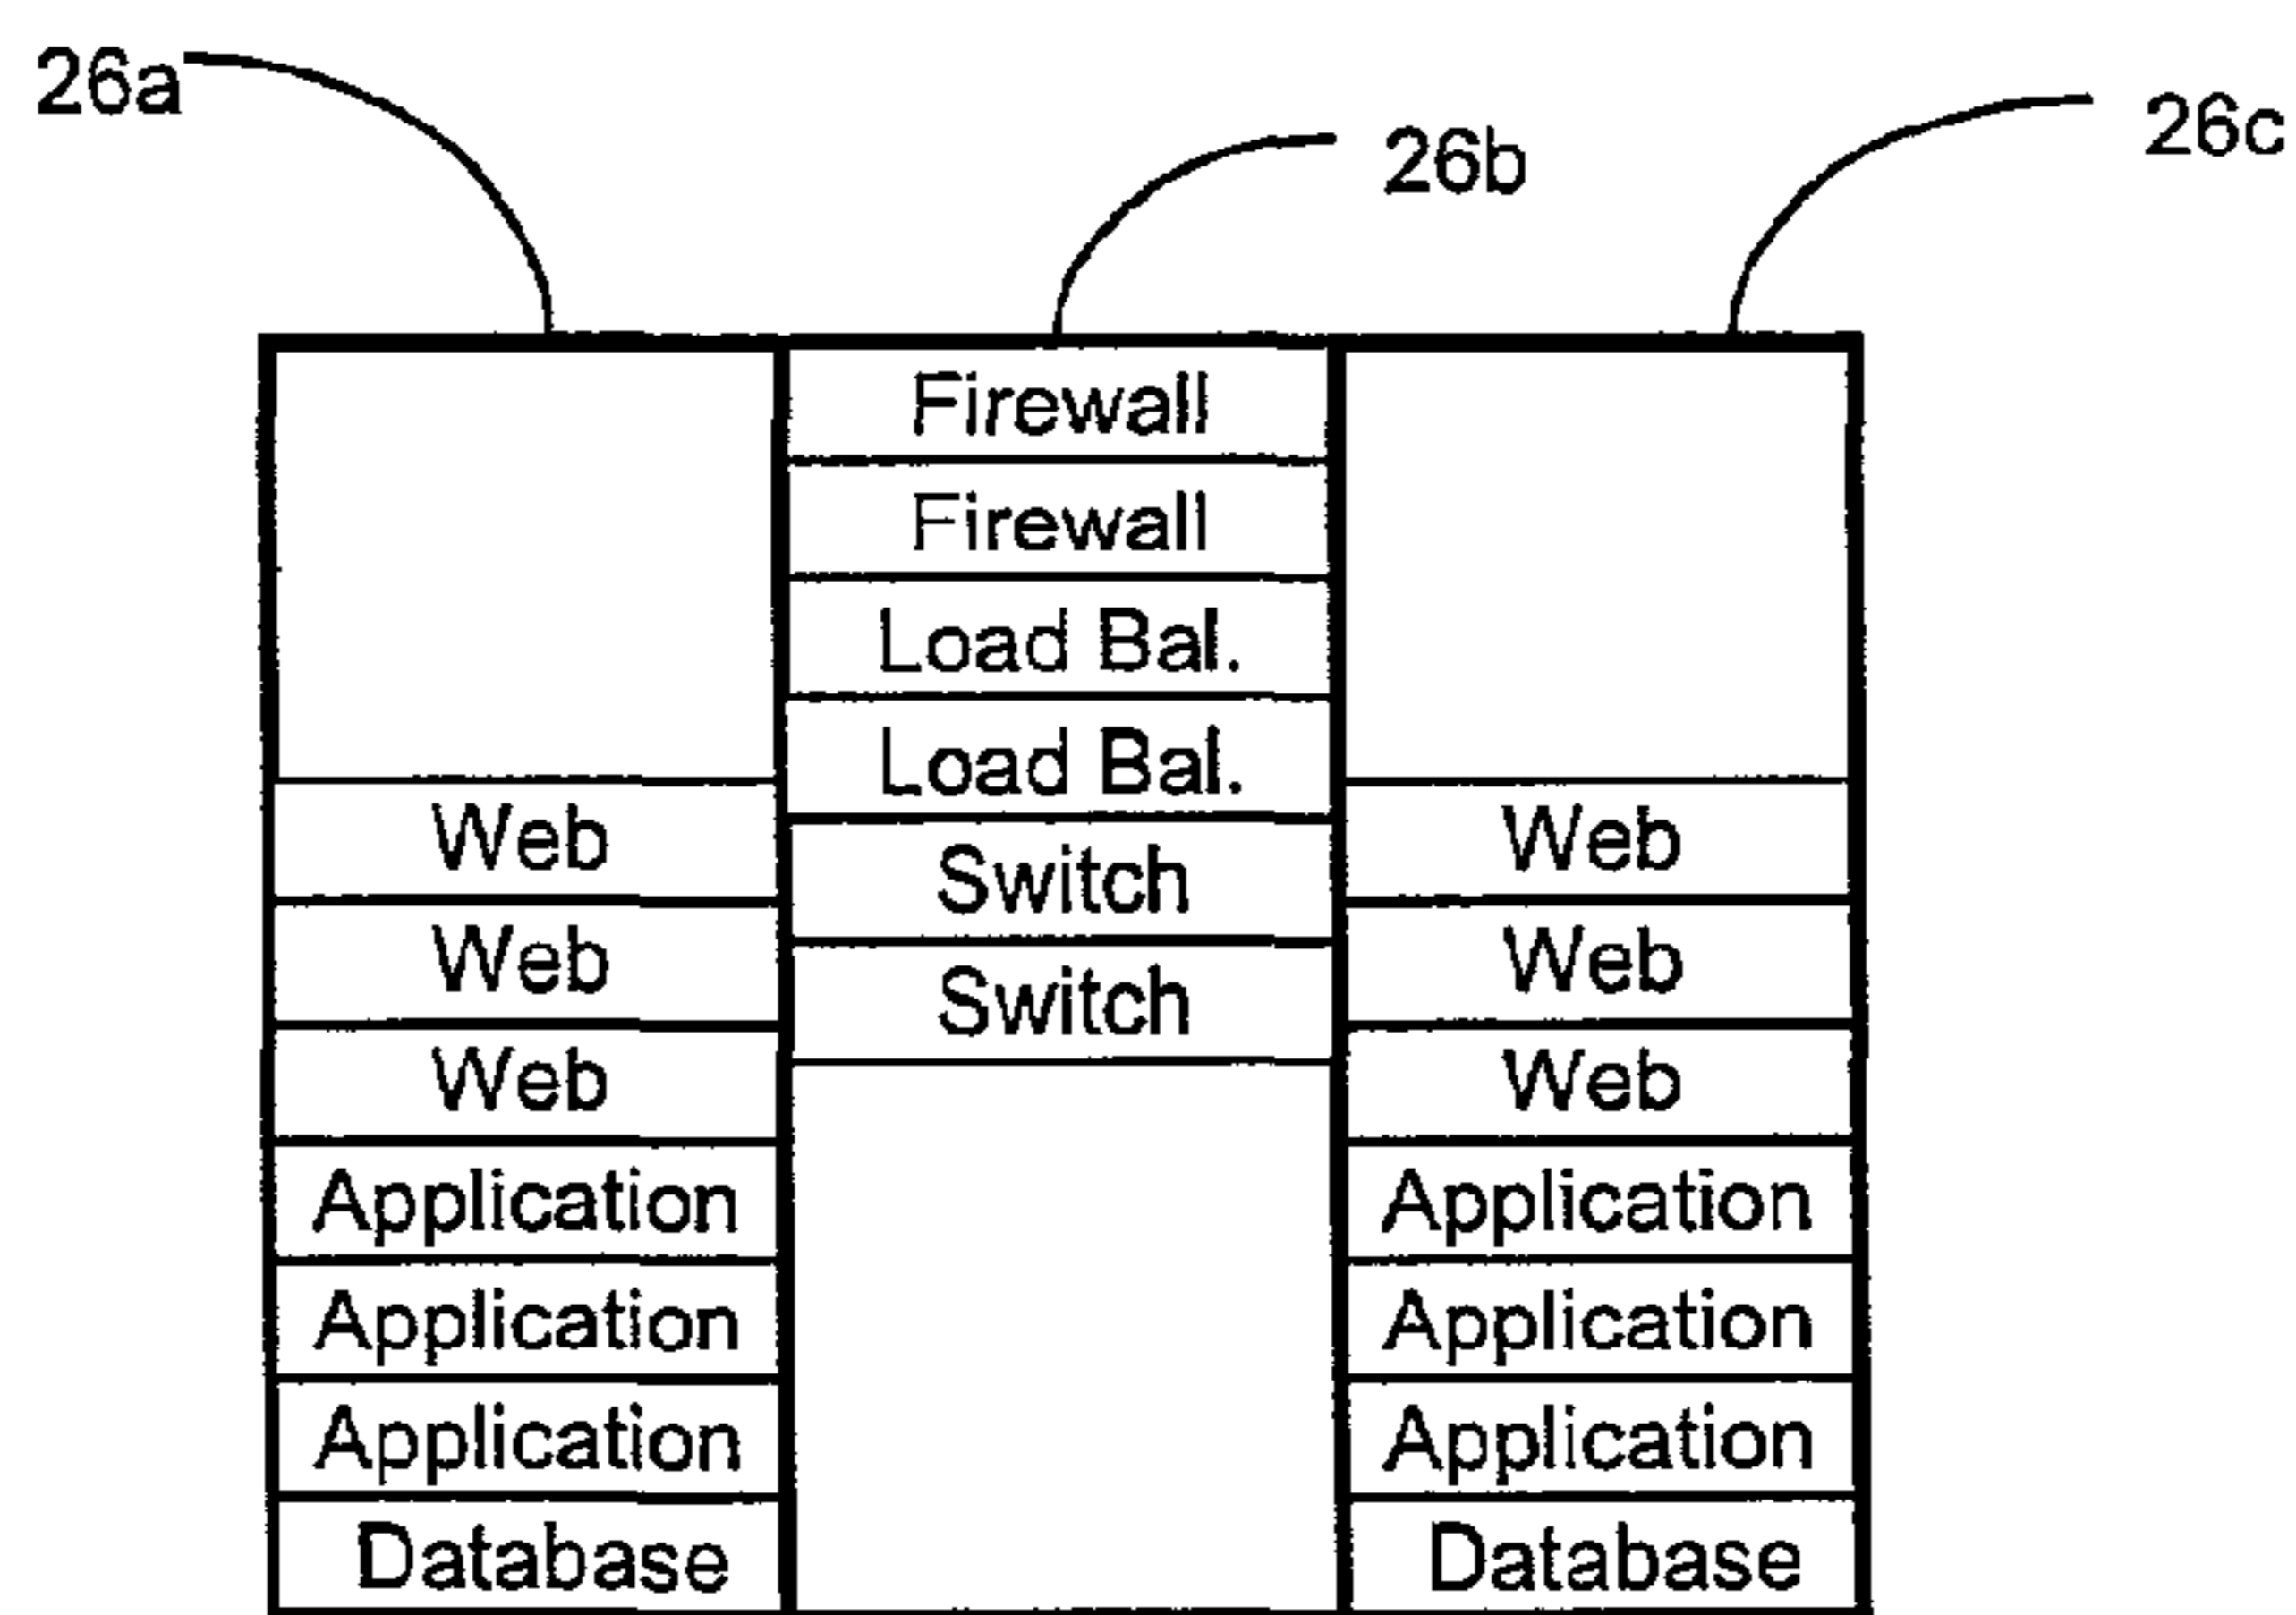 26a
26b
26c
Firewall
Firewall
Load Bal.
Load Bal.
Web
Switch
Web
Web
Switch
Web
Web
Web
Application
Application
Application
Application
Application
Application
Database
Database